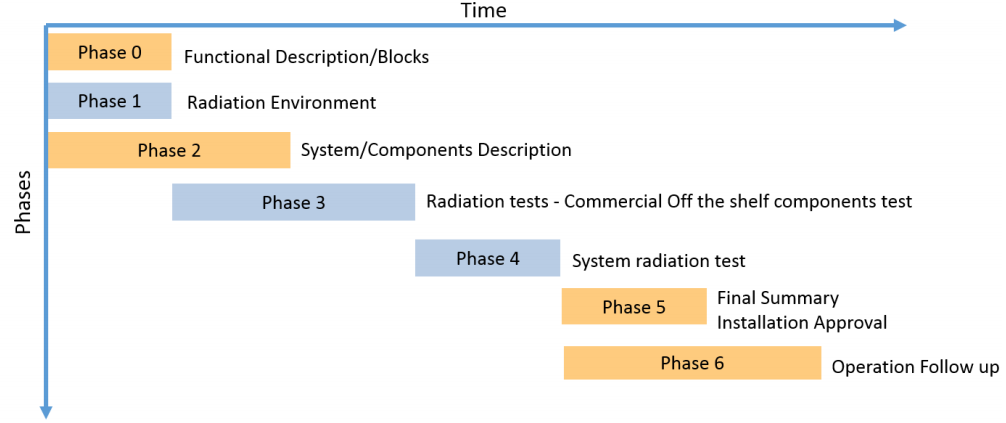 Time
Phase 0
Functional Description/Blocks
Phase 1
Radiation Environment
Phase 2
System/Components Description
Phases
Phase 3
Radiation tests - Commercial Off the shelf components test
Phase 4
System radiation test
Phase 5
Final Summary
Installation Approval
Phase 6
Operation Follow up